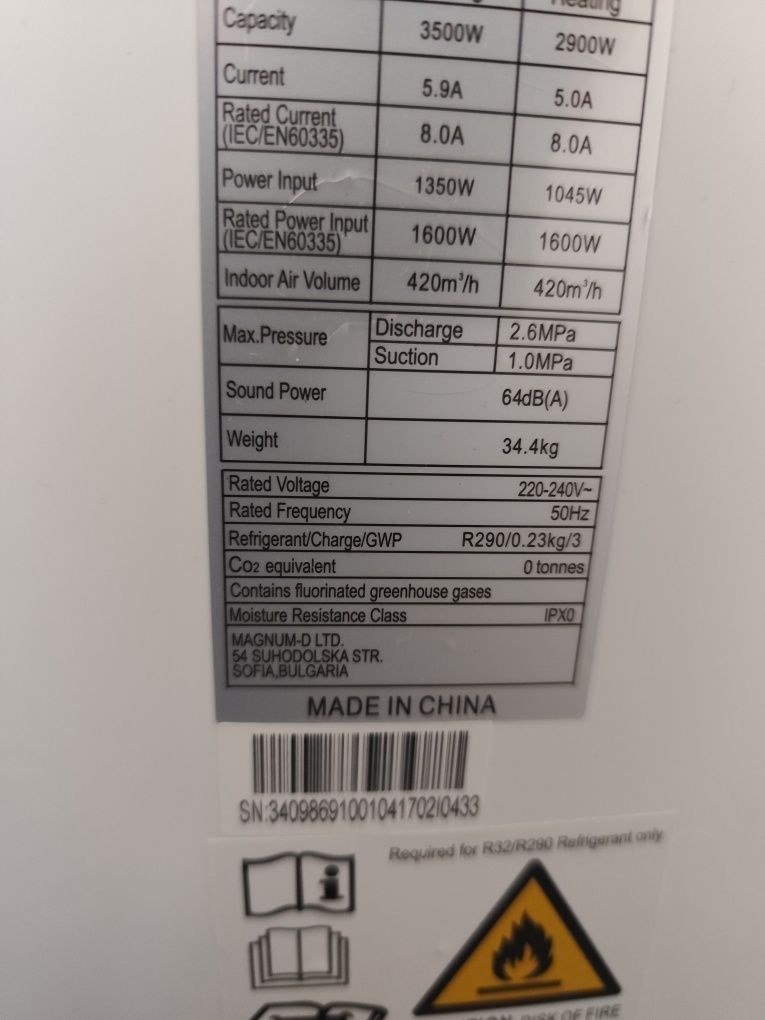 Heating
Capacity 3500W 2900W
Current 5.9A 5.0A
Rated Current
(IEC/EN60335) 8.0A 8.0A
Power Input 1350W 1045W
Rated Power Input
(IEC/EN60335) 1600W 1600W
Indoor Air Volume 420m³/h 420m³/h
Max.Pressure Discharge 2.6MPa
Suction 1.0MPa
Sound Power 64dB(A)
Weight 34.4kg
Rated Voltage 220-240V~
Rated Frequency 50Hz
Refrigerant/Charge/GWP R290/0.23kg/3
Co2 equivalent 0 tonnes
Contains fluorinated greenhouse gases
Moisture Resistance Class IPX0
MAGNUM-D LTD.
54 SUHODOLSKA STR.
SOFIA,BULGARIA
MADE IN CHINA
SN:34098691001041702I0433
Required for R32/R290 Refrigerant only
RISK OF FIRE